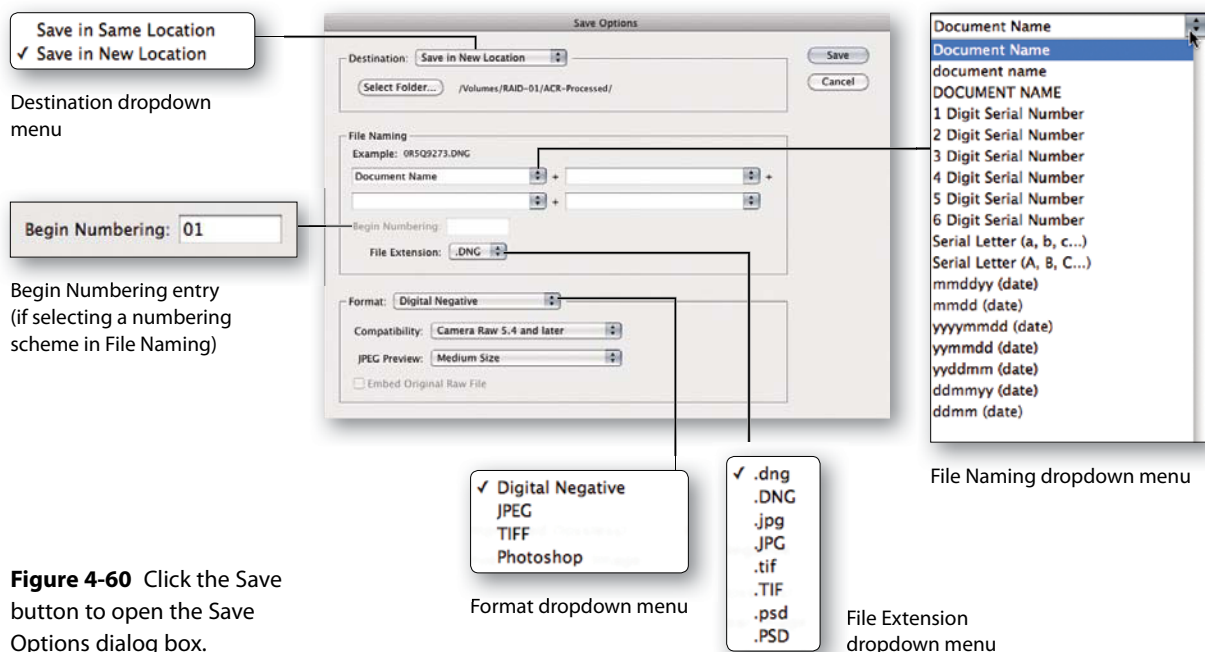 Save in Same Location
✓ Save in New Location
Destination dropdown
menu
Save Options
Destination: Save in New Location
Save
Select Folder... /Volumes/RAID-01/ACR-Processed/
Cancel
File Naming
Example: 0R5Q9273.DNG
Document Name + +
+
Begin Numbering:
File Extension: .DNG
Format: Digital Negative
Compatibility: Camera Raw 5.4 and later
JPEG Preview: Medium Size
Embed Original Raw File
Begin Numbering: 01
Begin Numbering entry
(if selecting a numbering
scheme in File Naming)
Document Name
Document Name
document name
DOCUMENT NAME
1 Digit Serial Number
2 Digit Serial Number
3 Digit Serial Number
4 Digit Serial Number
5 Digit Serial Number
6 Digit Serial Number
Serial Letter (a, b, c...)
Serial Letter (A, B, C...)
mmddyy (date)
mmdd (date)
yyyymmdd (date)
yymmdd (date)
yyddmm (date)
ddmmyy (date)
ddmm (date)
File Naming dropdown menu
✓ Digital Negative
JPEG
TIFF
Photoshop
Format dropdown menu
✓ .dng
.DNG
.jpg
.JPG
.tif
.TIF
.psd
.PSD
File Extension
dropdown menu
Figure 4-60 Click the Save
button to open the Save
Options dialog box.